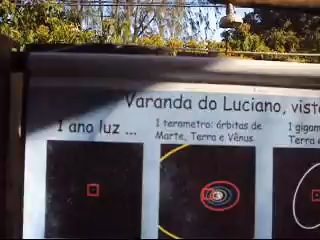 Varanda do Luciano, vist
1 ano luz ...
1 terametro: órbitas de
Marte, Terra e Vênus
1 gigam
Terra e